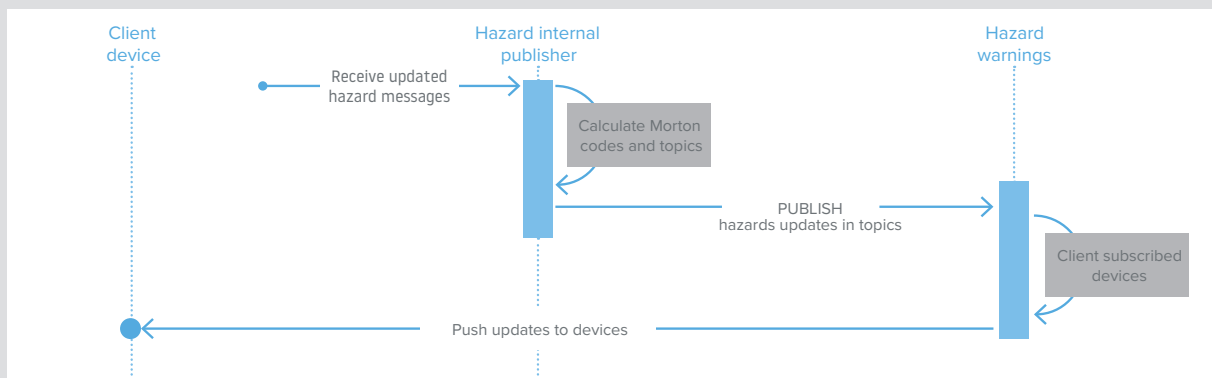 Client
device
Hazard internal
publisher
Hazard
warnings
Receive updated
hazard messages
Calculate Morton
codes and topics
PUBLISH
hazards updates in topics
Client subscribed
devices
Push updates to devices